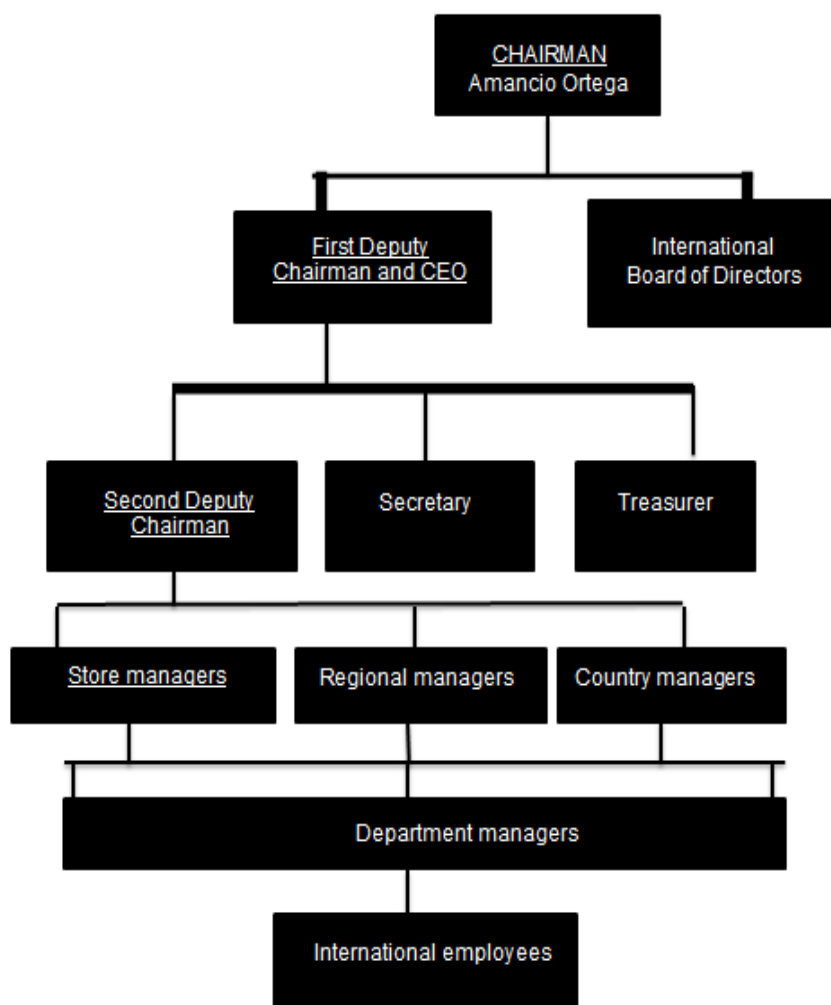 CHAIRMAN
Amancio Ortega
First Deputy
Chairman and CEO
International
Board of Directors
Second Deputy
Chairman
Secretary
Treasurer
Store managers
Regional managers
Country managers
Department managers
International employees